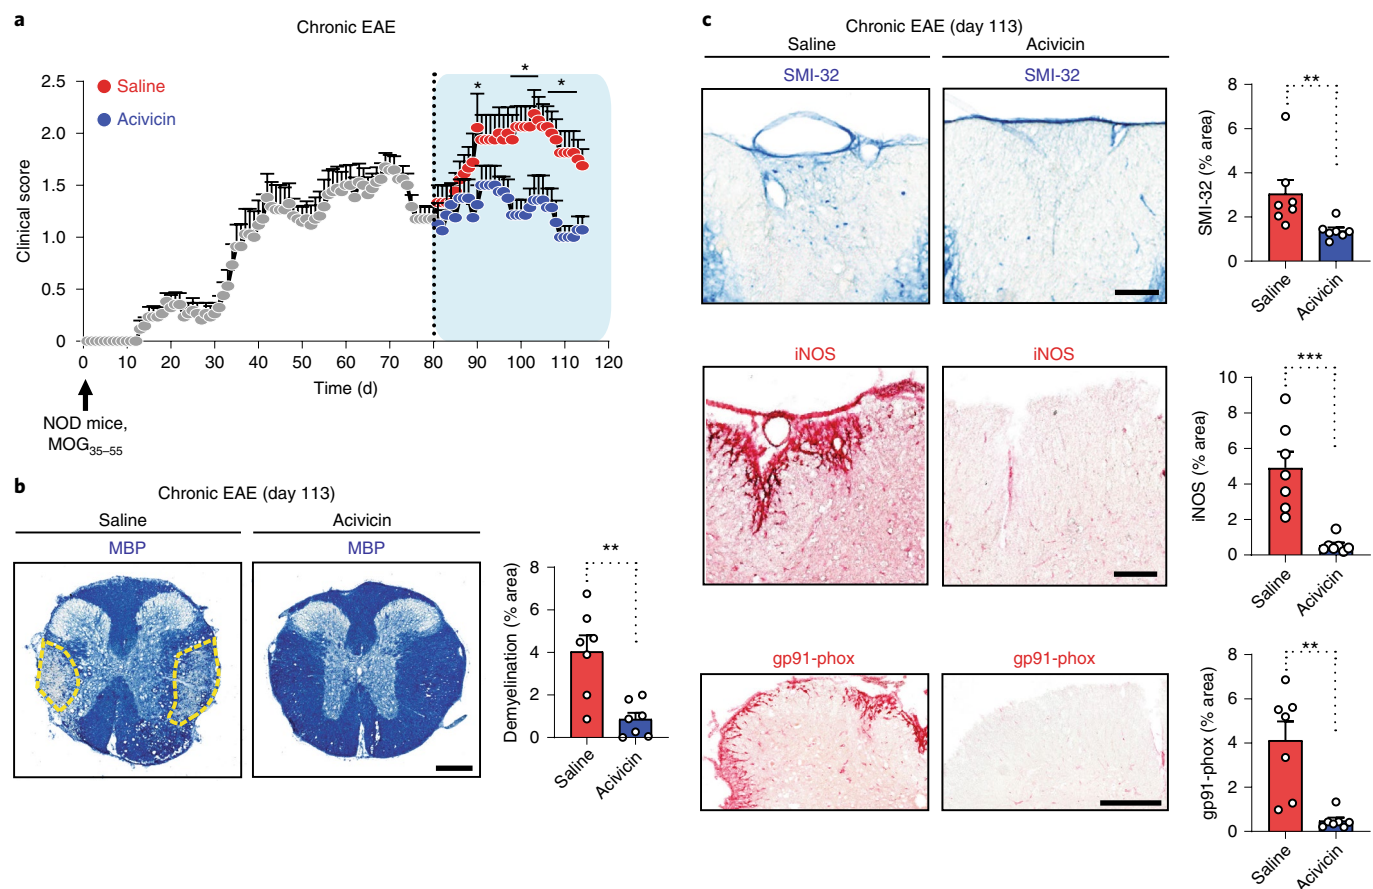 a
Chronic EAE
2.5
2.0
1.5
1.0
0.5
0
Clinical score
Saline
Acivicin
*
*
*
0 10 20 30 40 50 60 70 80 90 100 110 120
Time (d)
NOD mice,
MOG35–55
b
Chronic EAE (day 113)
Saline
Acivicin
MBP
MBP
**
8
6
4
2
0
Demyelination (% area)
Saline
Acivicin
c
Chronic EAE (day 113)
Saline
Acivicin
SMI-32
SMI-32
**
8
6
4
2
0
SMI-32 (% area)
Saline
Acivicin
iNOS
iNOS
***
10
8
6
4
2
0
iNOS (% area)
Saline
Acivicin
gp91-phox
gp91-phox
**
8
6
4
2
0
gp91-phox (% area)
Saline
Acivicin